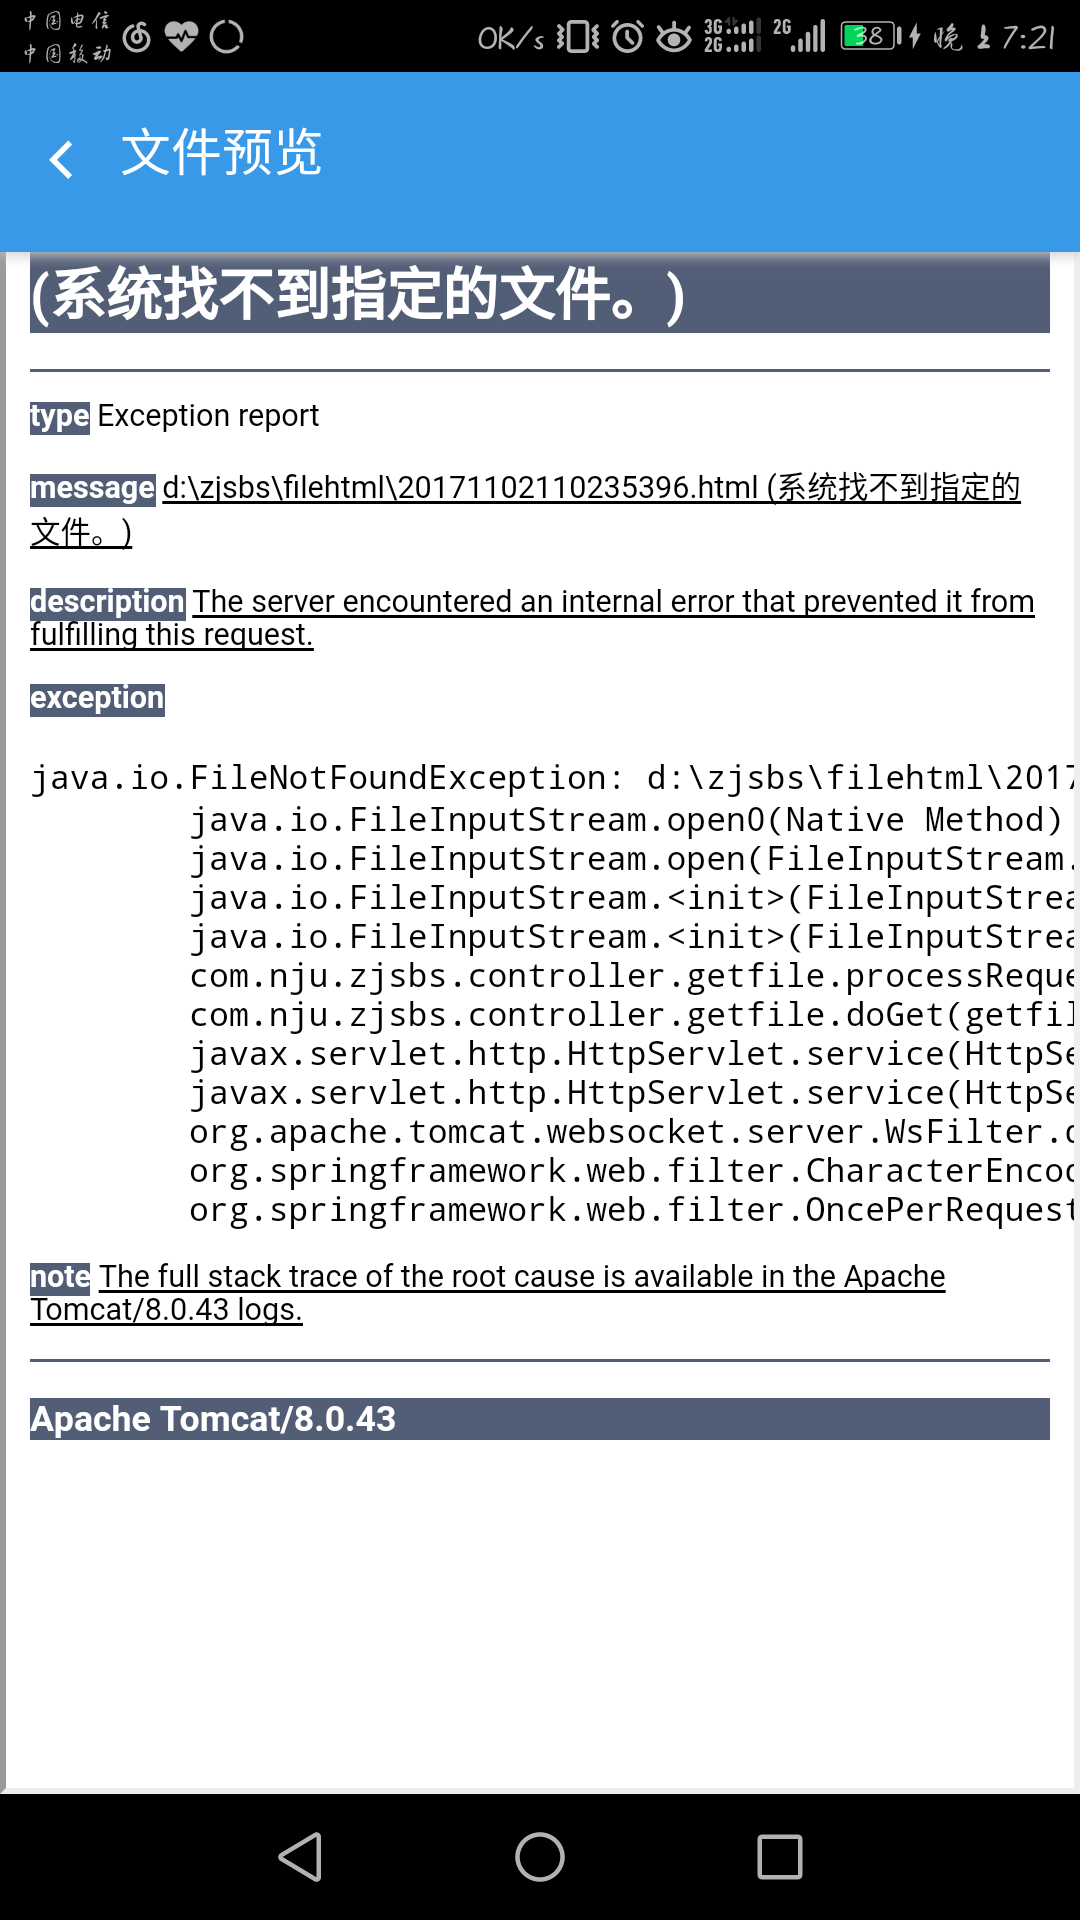 中国电信
中国移动
0K/s
3G
2G
2G
38
晚上7:21
文件预览
(系统找不到指定的文件。)
type Exception report
message d:\zjsbs\filehtml\20171102110235396.html (系统找不到指定的
文件。)
description The server encountered an internal error that prevented it from
fulfilling this request.
exception
java.io.FileNotFoundException: d:\zjsbs\filehtml\2017
java.io.FileInputStream.open0(Native Method)
java.io.FileInputStream.open(FileInputStream.
java.io.FileInputStream.<init>(FileInputStrea
java.io.FileInputStream.<init>(FileInputStrea
com.nju.zjsbs.controller.getfile.processReque
com.nju.zjsbs.controller.getfile.doGet(getfil
javax.servlet.http.HttpServlet.service(HttpSe
javax.servlet.http.HttpServlet.service(HttpSe
org.apache.tomcat.websocket.server.WsFilter.d
org.springframework.web.filter.CharacterEncod
org.springframework.web.filter.OncePerRequest
note The full stack trace of the root cause is available in the Apache
Tomcat/8.0.43 logs.
Apache Tomcat/8.0.43